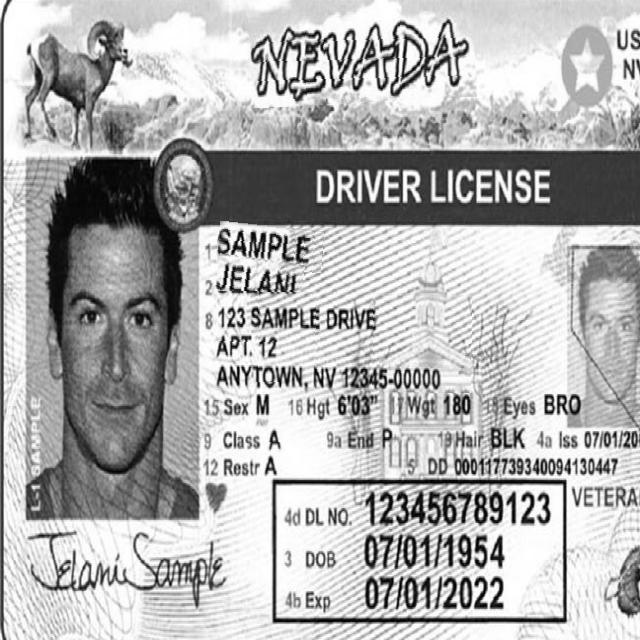 NEVADA
US
NV
DRIVER LICENSE
1 SAMPLE
2 JELANI
8 123 SAMPLE DRIVE
APT. 12
ANYTOWN, NV 12345-00000
15 Sex M 16 Hgt 6'03" 17 Wgt 180 18 Eyes BRO
9 Class A 9a End P 19 Hair BLK 4a Iss 07/01/20
12 Restr A 5 DD 000117739340094130447
VETERA
4d DL NO. 123456789123
3 DOB 07/01/1954
4b Exp 07/01/2022
L-1 SAMPLE
Jelani Sample